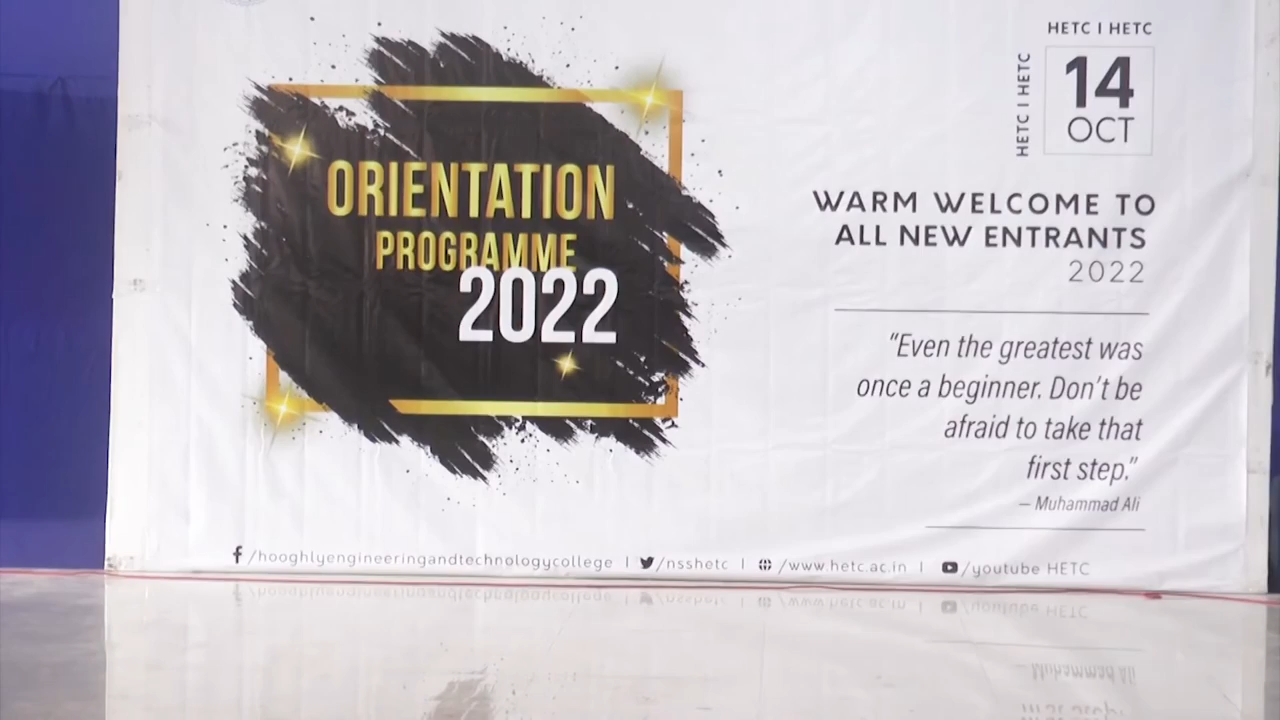 ORIENTATION
PROGRAMME
2022
HETC I HETC
HETC I HETC
14
OCT
WARM WELCOME TO
ALL NEW ENTRANTS
2022
“Even the greatest was
once a beginner. Don’t be
afraid to take that
first step.”
– Muhammad Ali
/hooghlyengineeringandtechnologycollege I /nsshetc I /www.hetc.ac.in I /youtube HETC